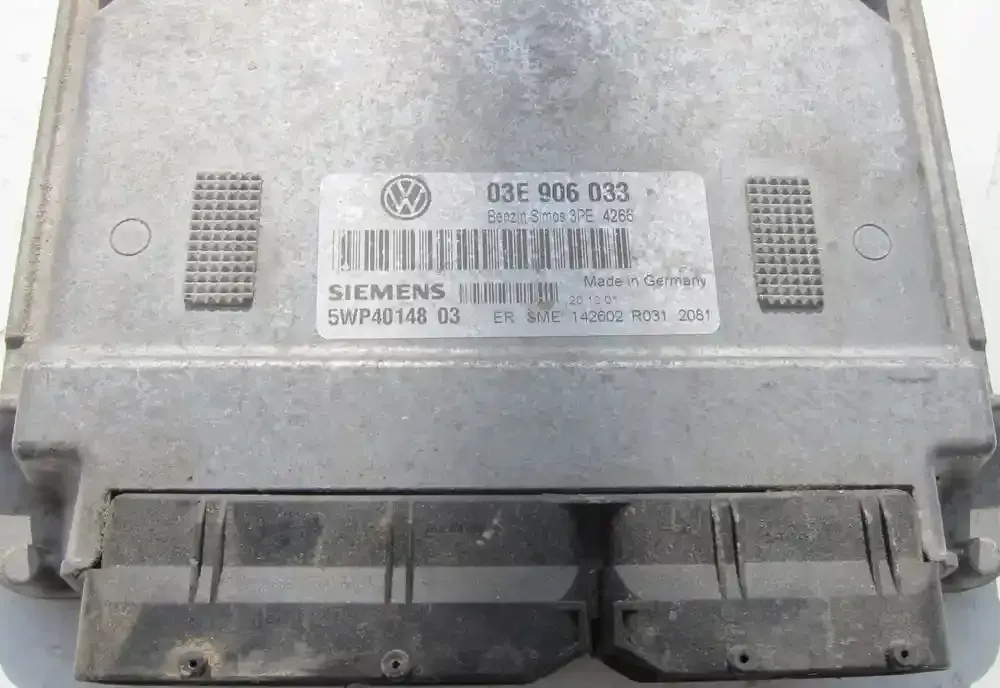 03E 906 033
Benzin-Simos 3PE 4266
Made in Germany
SIEMENS
20.10.01
5WP40148 03 ER SME 142602 R031 2081